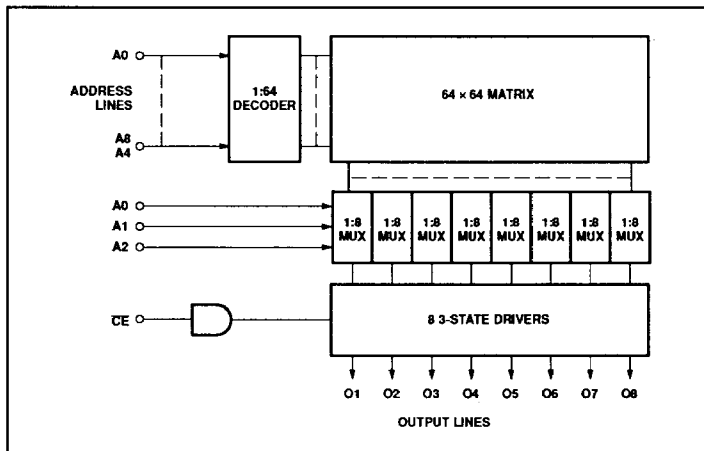 A0
ADDRESS
LINES
A8
A4
1:64
DECODER
64 × 64 MATRIX
A0
A1
A2
1:8
MUX
1:8
MUX
1:8
MUX
1:8
MUX
1:8
MUX
1:8
MUX
1:8
MUX
1:8
MUX
CE
8 3-STATE DRIVERS
O1 O2 O3 O4 O5 O6 O7 O8
OUTPUT LINES